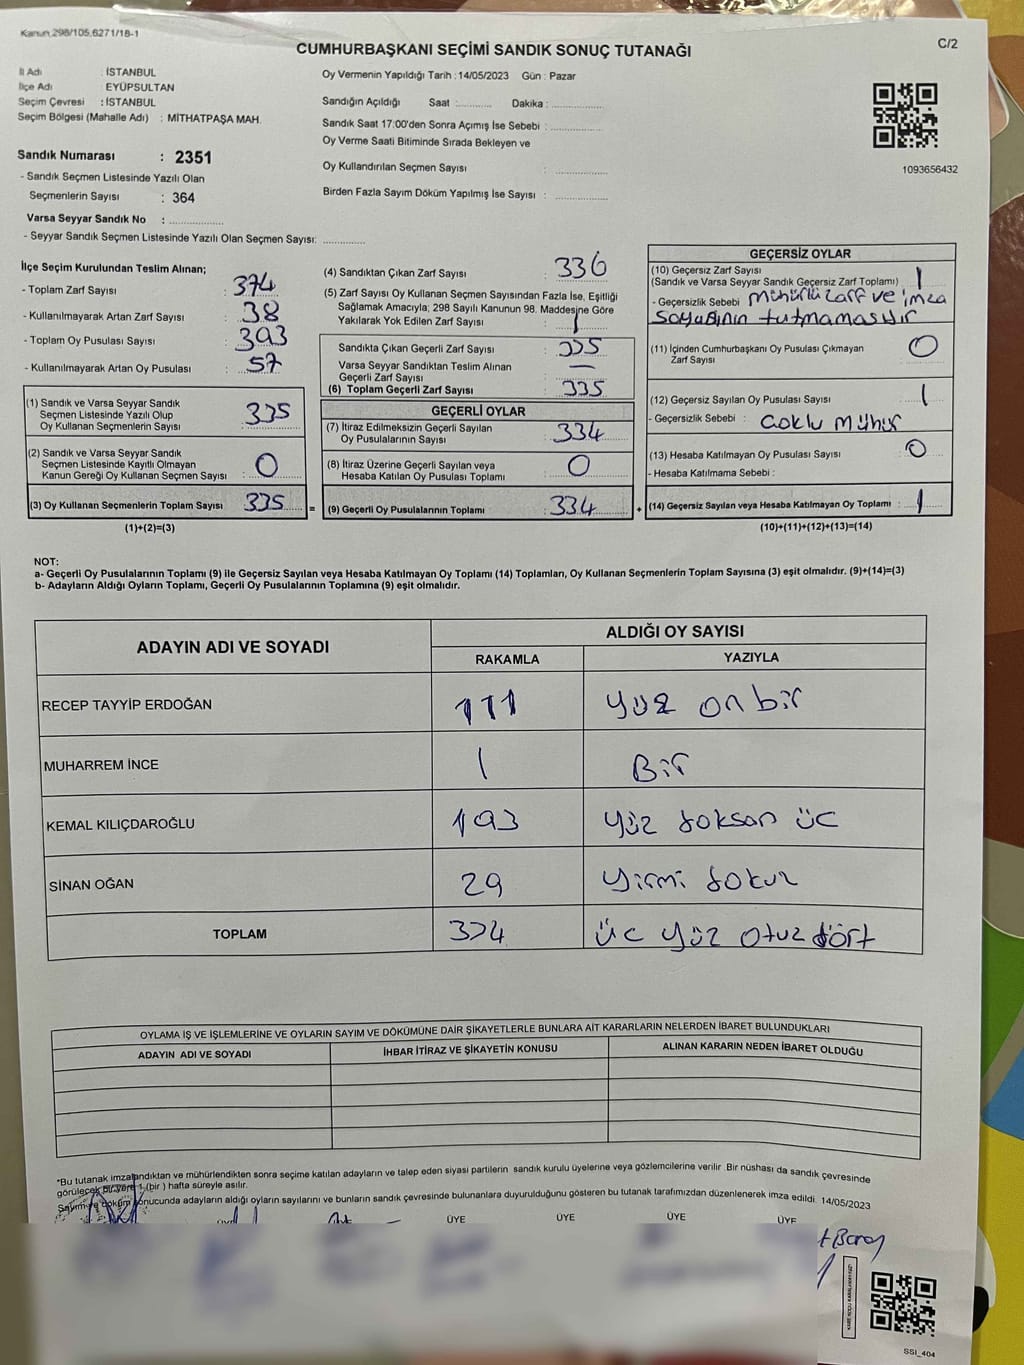 Kanun 298/105,6271/18-1
CUMHURBAŞKANI SEÇİMİ SANDIK SONUÇ TUTANAĞI
C/2
İl Adı : İSTANBUL
İlçe Adı : EYÜPSULTAN
Seçim Çevresi : İSTANBUL
Seçim Bölgesi (Mahalle Adı) : MİTHATPAŞA MAH.
Sandık Numarası : 2351
- Sandık Seçmen Listesinde Yazılı Olan
Seçmenlerin Sayısı : 364
Varsa Seyyar Sandık No :
- Seyyar Sandık Seçmen Listesinde Yazılı Olan Seçmen Sayısı:
Oy Vermenin Yapıldığı Tarih : 14/05/2023 Gün : Pazar
Sandığın Açıldığı Saat : Dakika :
Sandık Saat 17:00'den Sonra Açımış İse Sebebi :
Oy Verme Saati Bitiminde Sırada Bekleyen ve
Oy Kullandırılan Seçmen Sayısı :
Birden Fazla Sayım Döküm Yapılmış İse Sayısı :
1093656432
İlçe Seçim Kurulundan Teslim Alınan;
- Toplam Zarf Sayısı : 374
- Kullanılmayarak Artan Zarf Sayısı : 38
- Toplam Oy Pusulası Sayısı : 393
- Kullanılmayarak Artan Oy Pusulası : 57
(1) Sandık ve Varsa Seyyar Sandık
Seçmen Listesinde Yazılı Olup
Oy Kullanan Seçmenlerin Sayısı : 335
(2) Sandık ve Varsa Seyyar Sandık
Seçmen Listesinde Kayıtlı Olmayan
Kanun Gereği Oy Kullanan Seçmen Sayısı : 0
(3) Oy Kullanan Seçmenlerin Toplam Sayısı : 335 =
(1)+(2)=(3)
(4) Sandıktan Çıkan Zarf Sayısı : 336
(5) Zarf Sayısı Oy Kullanan Seçmen Sayısından Fazla İse, Eşitliği
Sağlamak Amacıyla; 298 Sayılı Kanunun 98. Maddesine Göre
Yakılarak Yok Edilen Zarf Sayısı : 1
Sandıkta Çıkan Geçerli Zarf Sayısı : 335
Varsa Seyyar Sandıktan Teslim Alınan
Geçerli Zarf Sayısı : —
(6) Toplam Geçerli Zarf Sayısı : 335
GEÇERLİ OYLAR
(7) İtiraz Edilmeksizin Geçerli Sayılan
Oy Pusulalarının Sayısı : 334
(8) İtiraz Üzerine Geçerli Sayılan veya
Hesaba Katılan Oy Pusulası Toplamı : 0
(9) Geçerli Oy Pusulalarının Toplamı : 334 +
GEÇERSİZ OYLAR
(10) Geçersiz Zarf Sayısı
(Sandık ve Varsa Seyyar Sandık Geçersiz Zarf Toplamı) : 1
- Geçersizlik Sebebi : Mühürlü zarf ve imza
sayısının tutmamasıdır
(11) İçinden Cumhurbaşkanı Oy Pusulası Çıkmayan
Zarf Sayısı : 0
(12) Geçersiz Sayılan Oy Pusulası Sayısı : 1
- Geçersizlik Sebebi : Çoklu Mühür
(13) Hesaba Katılmayan Oy Pusulası Sayısı : 0
- Hesaba Katılmama Sebebi :
(14) Geçersiz Sayılan veya Hesaba Katılmayan Oy Toplamı : 1
(10)+(11)+(12)+(13)=(14)
NOT:
a- Geçerli Oy Pusulalarının Toplamı (9) ile Geçersiz Sayılan veya Hesaba Katılmayan Oy Toplamı (14) Toplamları, Oy Kullanan Seçmenlerin Toplam Sayısına (3) eşit olmalıdır. (9)+(14)=(3)
b- Adayların Aldığı Oyların Toplamı, Geçerli Oy Pusulalarının Toplamına (9) eşit olmalıdır.
ADAYIN ADI VE SOYADI
ALDIĞI OY SAYISI
RAKAMLA YAZIYLA
RECEP TAYYİP ERDOĞAN 111 Yüz on bir
MUHARREM İNCE 1 Bir
KEMAL KILIÇDAROĞLU 193 Yüz doksan üc
SİNAN OĞAN 29 Yirmi dokuz
TOPLAM 334 Üc yüz otuz dört
OYLAMA İŞ VE İŞLEMLERİNE VE OYLARIN SAYIM VE DÖKÜMÜNE DAİR ŞİKAYETLERLE BUNLARA AİT KARARLARIN NELERDEN İBARET BULUNDUKLARI
ADAYIN ADI VE SOYADI İHBAR İTİRAZ VE ŞİKAYETİN KONUSU ALINAN KARARIN NEDEN İBARET OLDUĞU
*Bu tutanak imzalandıktan ve mühürlendikten sonra seçime katılan adayların ve talep eden siyasi partilerin sandık kurulu üyelerine veya gözlemcilerine verilir. Bir nüshası da sandık çevresinde
görülecek bir yere 1 (bir) hafta süreyle asılır.
Sayım ve döküm sonucunda adayların aldığı oyların sayılarını ve bunların sandık çevresinde bulunanlara duyurulduğunu gösteren bu tutanak tarafımızdan düzenlenerek imza edildi. 14/05/2023
ÜYE ÜYE ÜYE ÜYE
SSİ_404